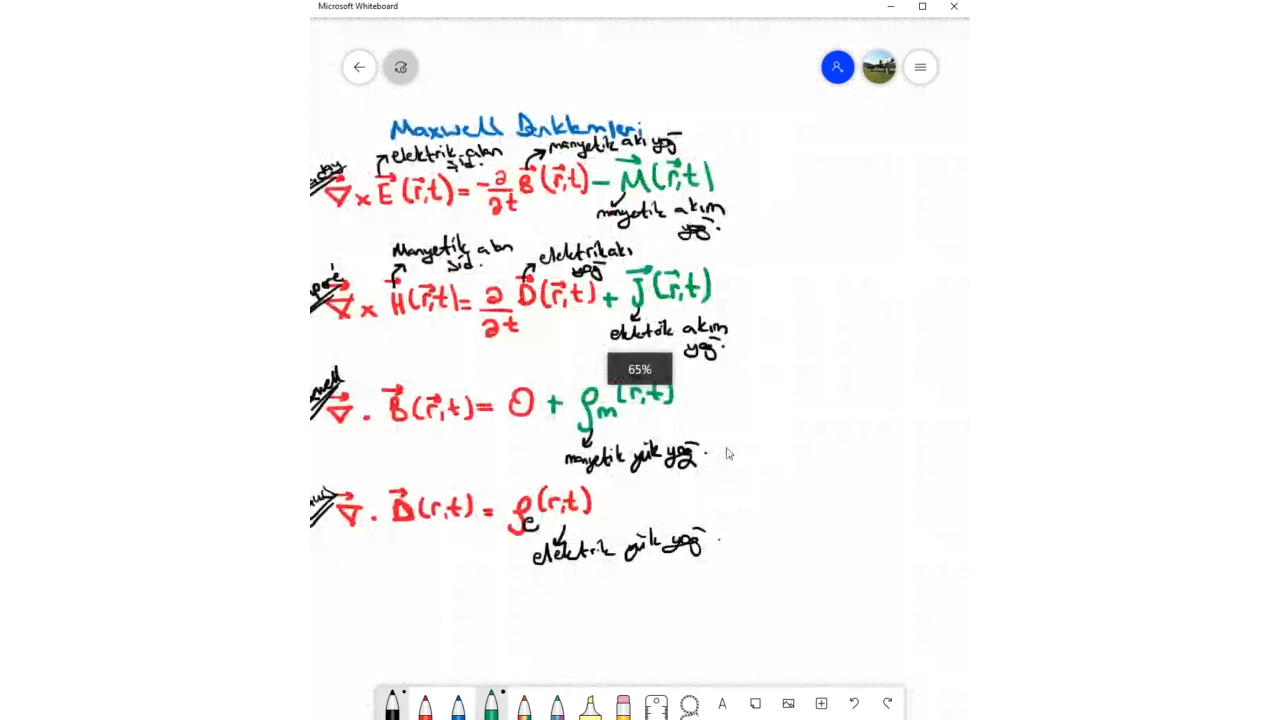 Microsoft Whiteboard
Maxwell Denklemleri
elektrik alan şid.
manyetik akı yoğ
∇ × E(r,t) = -∂/∂t B(r,t) - M(r,t)
manyetik akım yoğ.
Manyetik alan şid.
elektrik akı yoğ
∇ × H(r,t) = ∂/∂t D(r,t) + J(r,t)
elektrik akım yoğ.
65%
∇ . B(r,t) = 0 + ρm(r,t)
manyetik yük yoğ.
∇ . D(r,t) = ρe(r,t)
elektrik yük yoğ.
A